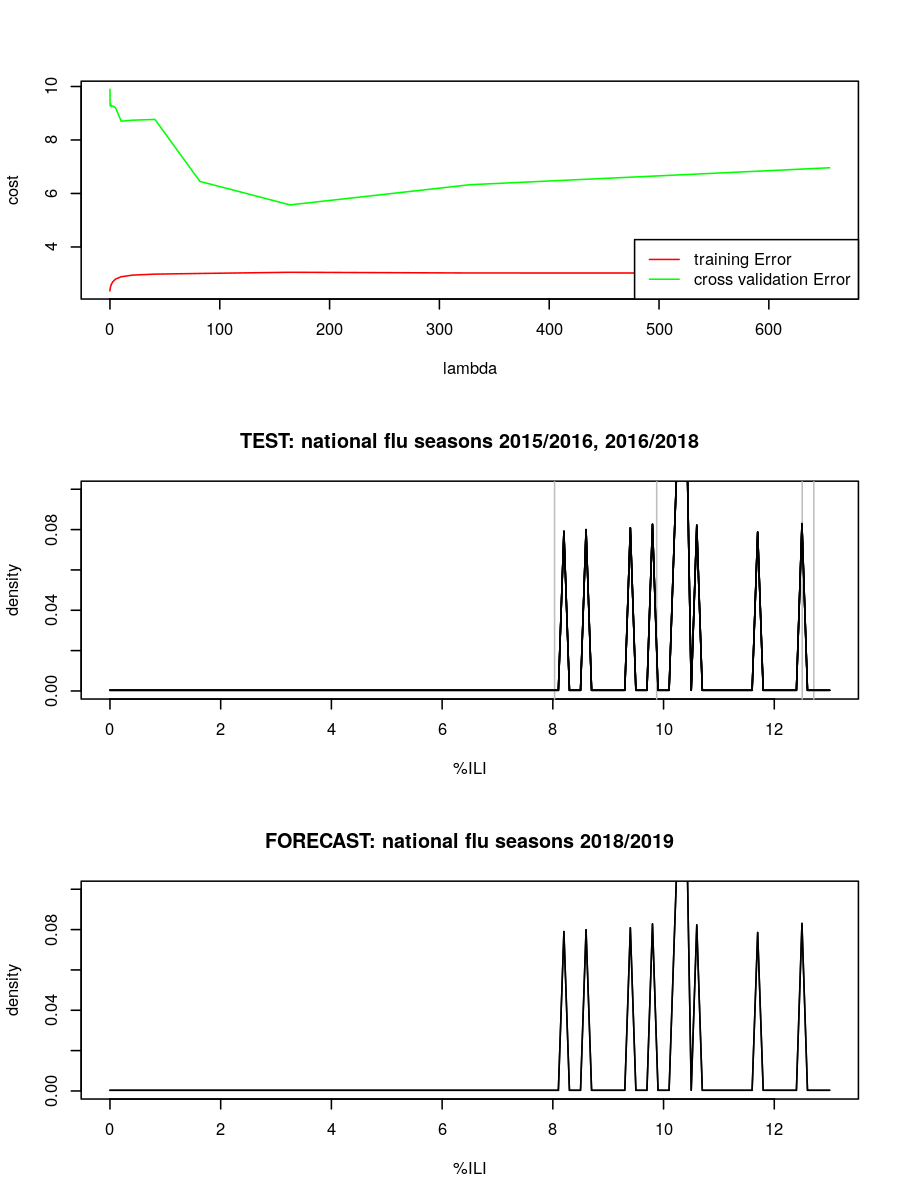 10
8
6
4
cost
training Error
cross validation Error
0 100 200 300 400 500 600
lambda
TEST: national flu seasons 2015/2016, 2016/2018
0.08
0.04
0.00
density
0 2 4 6 8 10 12
%ILI
FORECAST: national flu seasons 2018/2019
0.08
0.04
0.00
density
0 2 4 6 8 10 12
%ILI